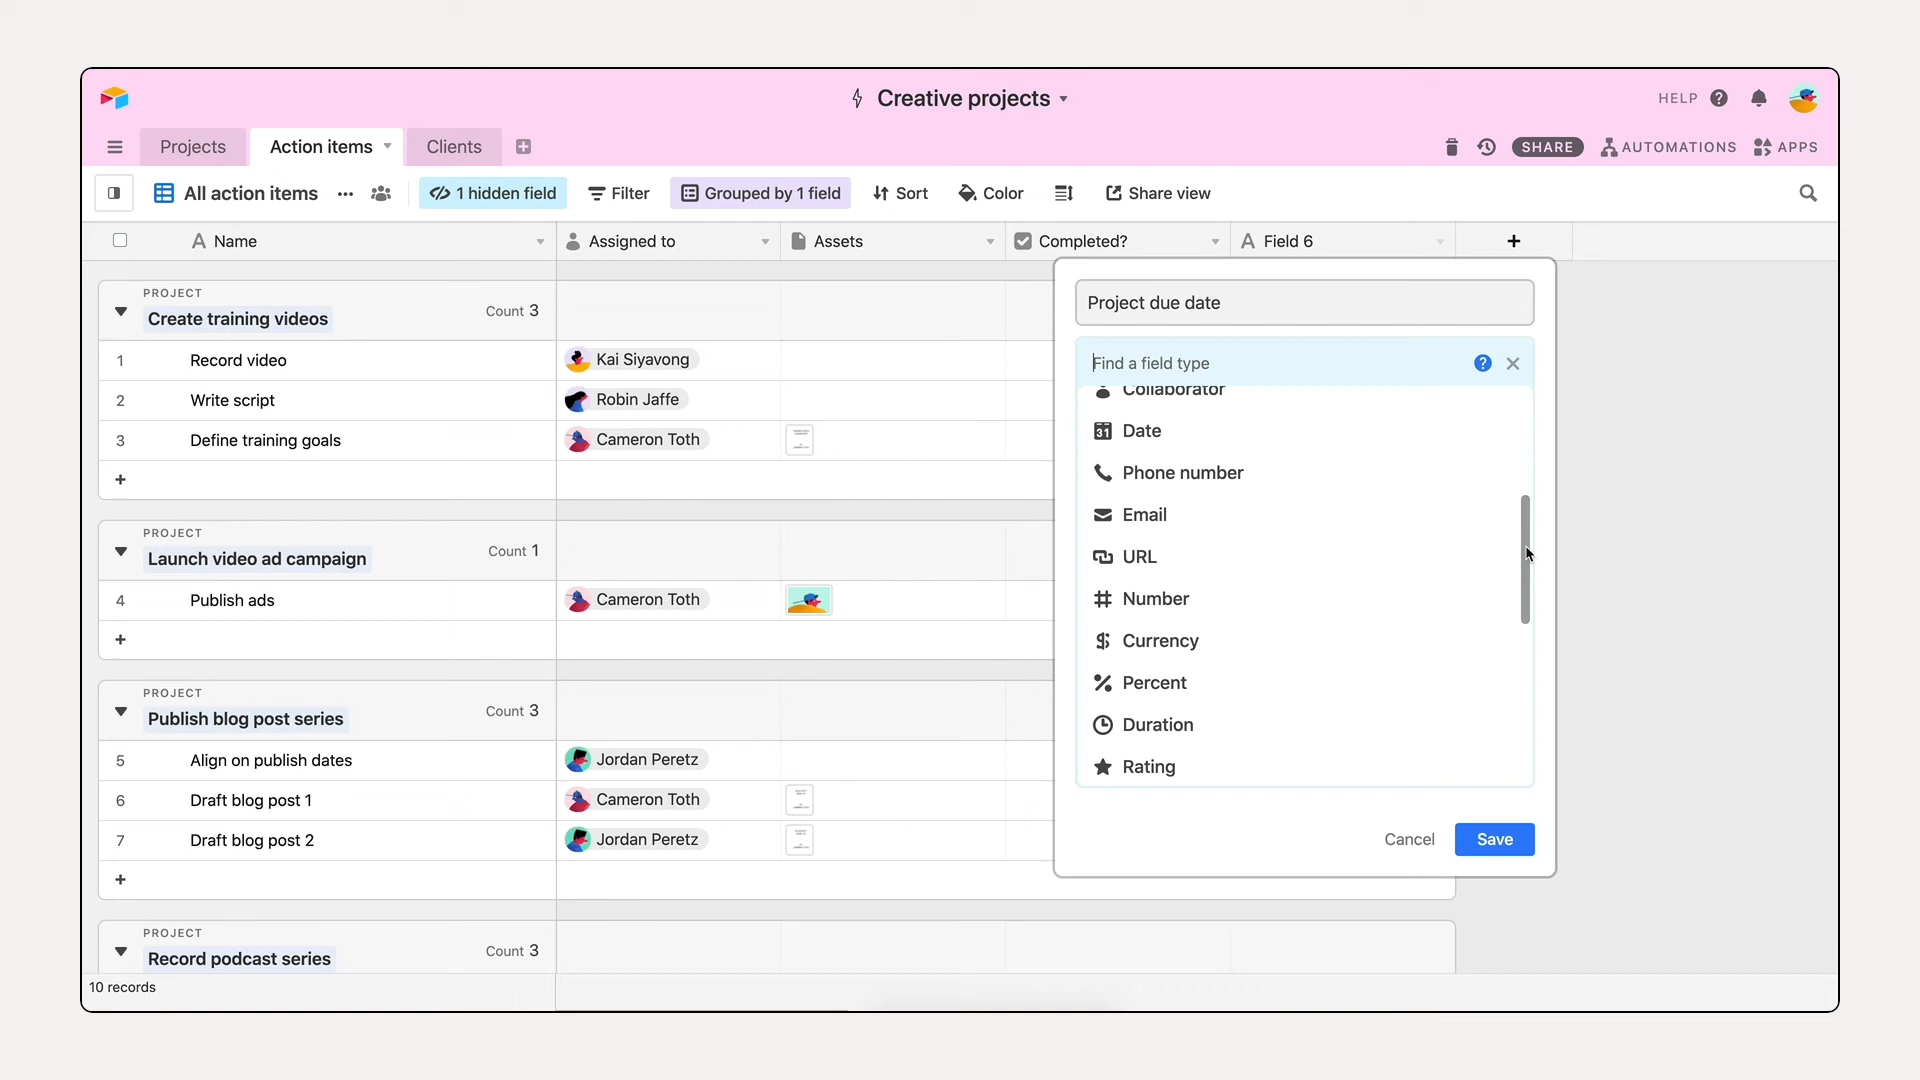 Creative projects
HELP
Projects
Action items
Clients
SHARE
AUTOMATIONS
APPS
All action items
1 hidden field
Filter
Grouped by 1 field
Sort
Color
Share view
Name
Assigned to
Assets
Completed?
Field 6
PROJECT
Create training videos
Count 3
1 Record video Kai Siyavong
2 Write script Robin Jaffe
3 Define training goals Cameron Toth
PROJECT
Launch video ad campaign
Count 1
4 Publish ads Cameron Toth
PROJECT
Publish blog post series
Count 3
5 Align on publish dates Jordan Peretz
6 Draft blog post 1 Cameron Toth
7 Draft blog post 2 Jordan Peretz
PROJECT
Record podcast series
Count 3
10 records
Project due date
Find a field type
Collaborator
31 Date
Phone number
Email
URL
Number
Currency
Percent
Duration
Rating
Cancel
Save